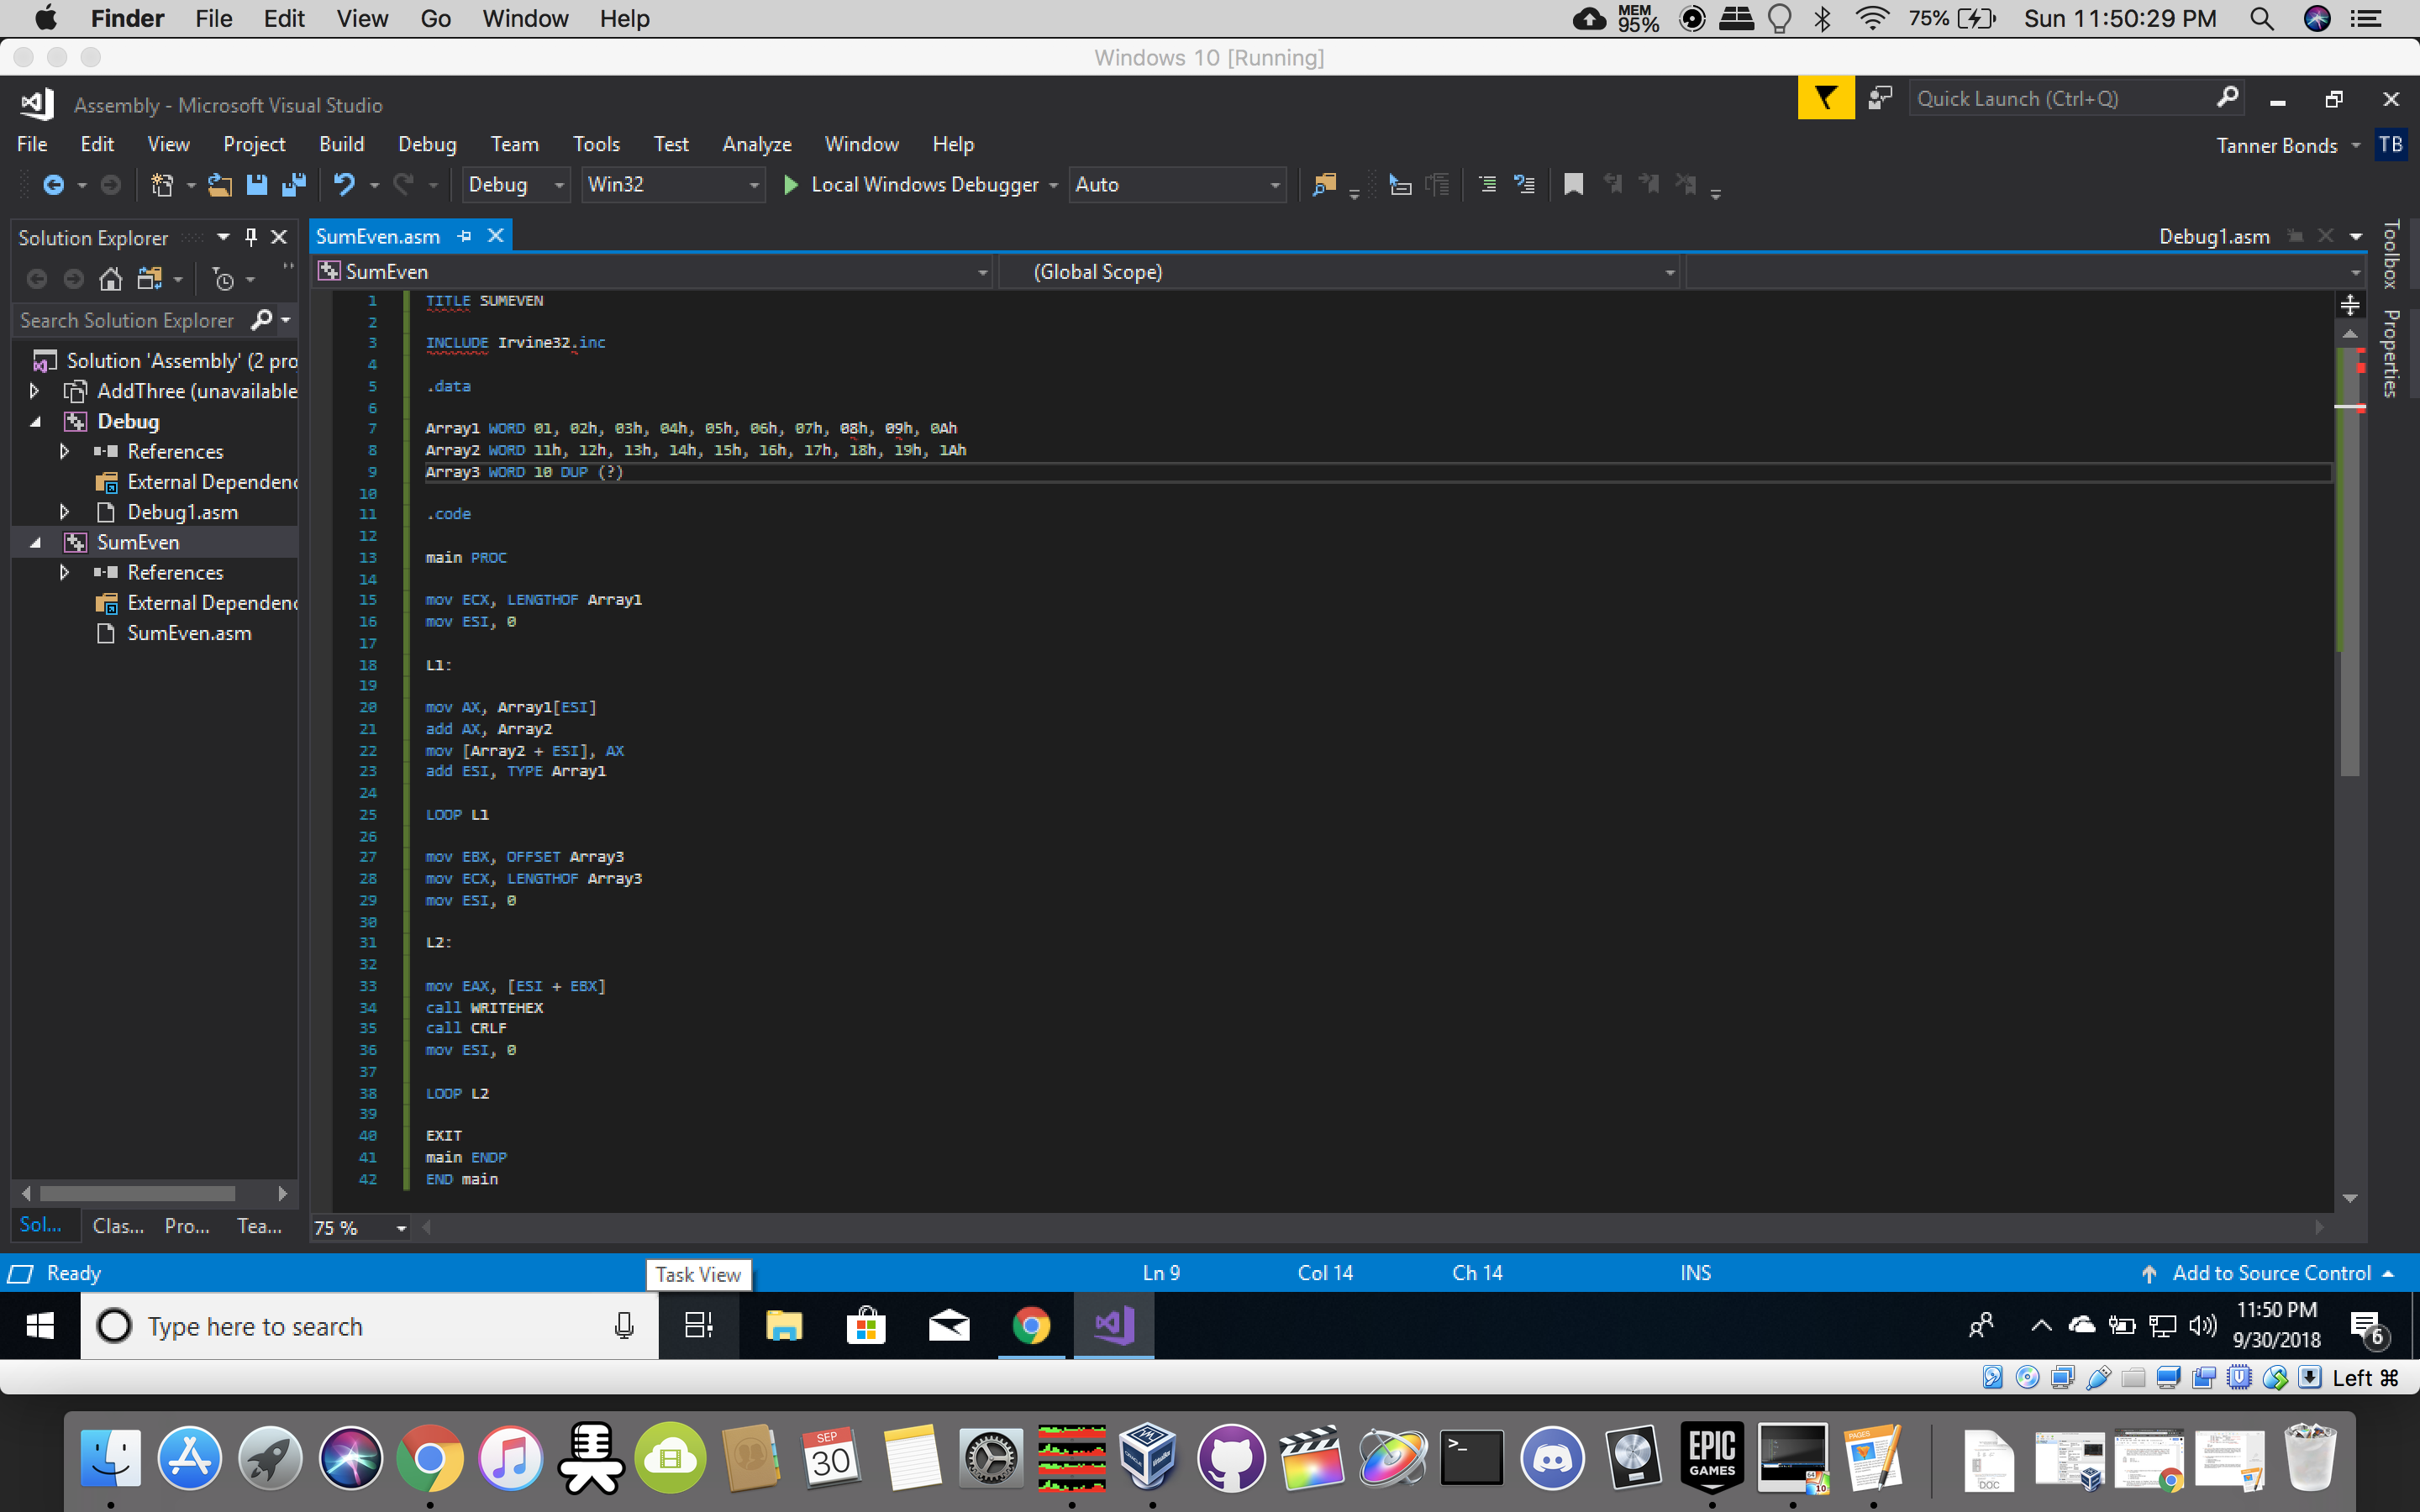 Finder File Edit View Go Window Help MEM 95% 75% Sun 11:50:29 PM
Windows 10 [Running]
Assembly - Microsoft Visual Studio Quick Launch (Ctrl+Q)
File Edit View Project Build Debug Team Tools Test Analyze Window Help Tanner Bonds TB
Debug Win32 Local Windows Debugger Auto
Solution Explorer SumEven.asm Debug1.asm Toolbox
SumEven (Global Scope)
Search Solution Explorer Properties
Solution 'Assembly' (2 pro
AddThree (unavailable
Debug
References
External Dependenc
Debug1.asm
SumEven
References
External Dependenc
SumEven.asm
1 TITLE SUMEVEN
2
3 INCLUDE Irvine32.inc
4
5 .data
6
7 Array1 WORD 01, 02h, 03h, 04h, 05h, 06h, 07h, 08h, 09h, 0Ah
8 Array2 WORD 11h, 12h, 13h, 14h, 15h, 16h, 17h, 18h, 19h, 1Ah
9 Array3 WORD 10 DUP (?)
10
11 .code
12
13 main PROC
14
15 mov ECX, LENGTHOF Array1
16 mov ESI, 0
17
18 L1:
19
20 mov AX, Array1[ESI]
21 add AX, Array2
22 mov [Array2 + ESI], AX
23 add ESI, TYPE Array1
24
25 LOOP L1
26
27 mov EBX, OFFSET Array3
28 mov ECX, LENGTHOF Array3
29 mov ESI, 0
30
31 L2:
32
33 mov EAX, [ESI + EBX]
34 call WRITEHEX
35 call CRLF
36 mov ESI, 0
37
38 LOOP L2
39
40 EXIT
41 main ENDP
42 END main
Sol... Clas... Pro... Tea... 75 %
Ready Task View Ln 9 Col 14 Ch 14 INS Add to Source Control
Type here to search 11:50 PM
9/30/2018 6
Left ⌘
SEP
30
>_
EPIC
GAMES
64
10
PAGES
DOC